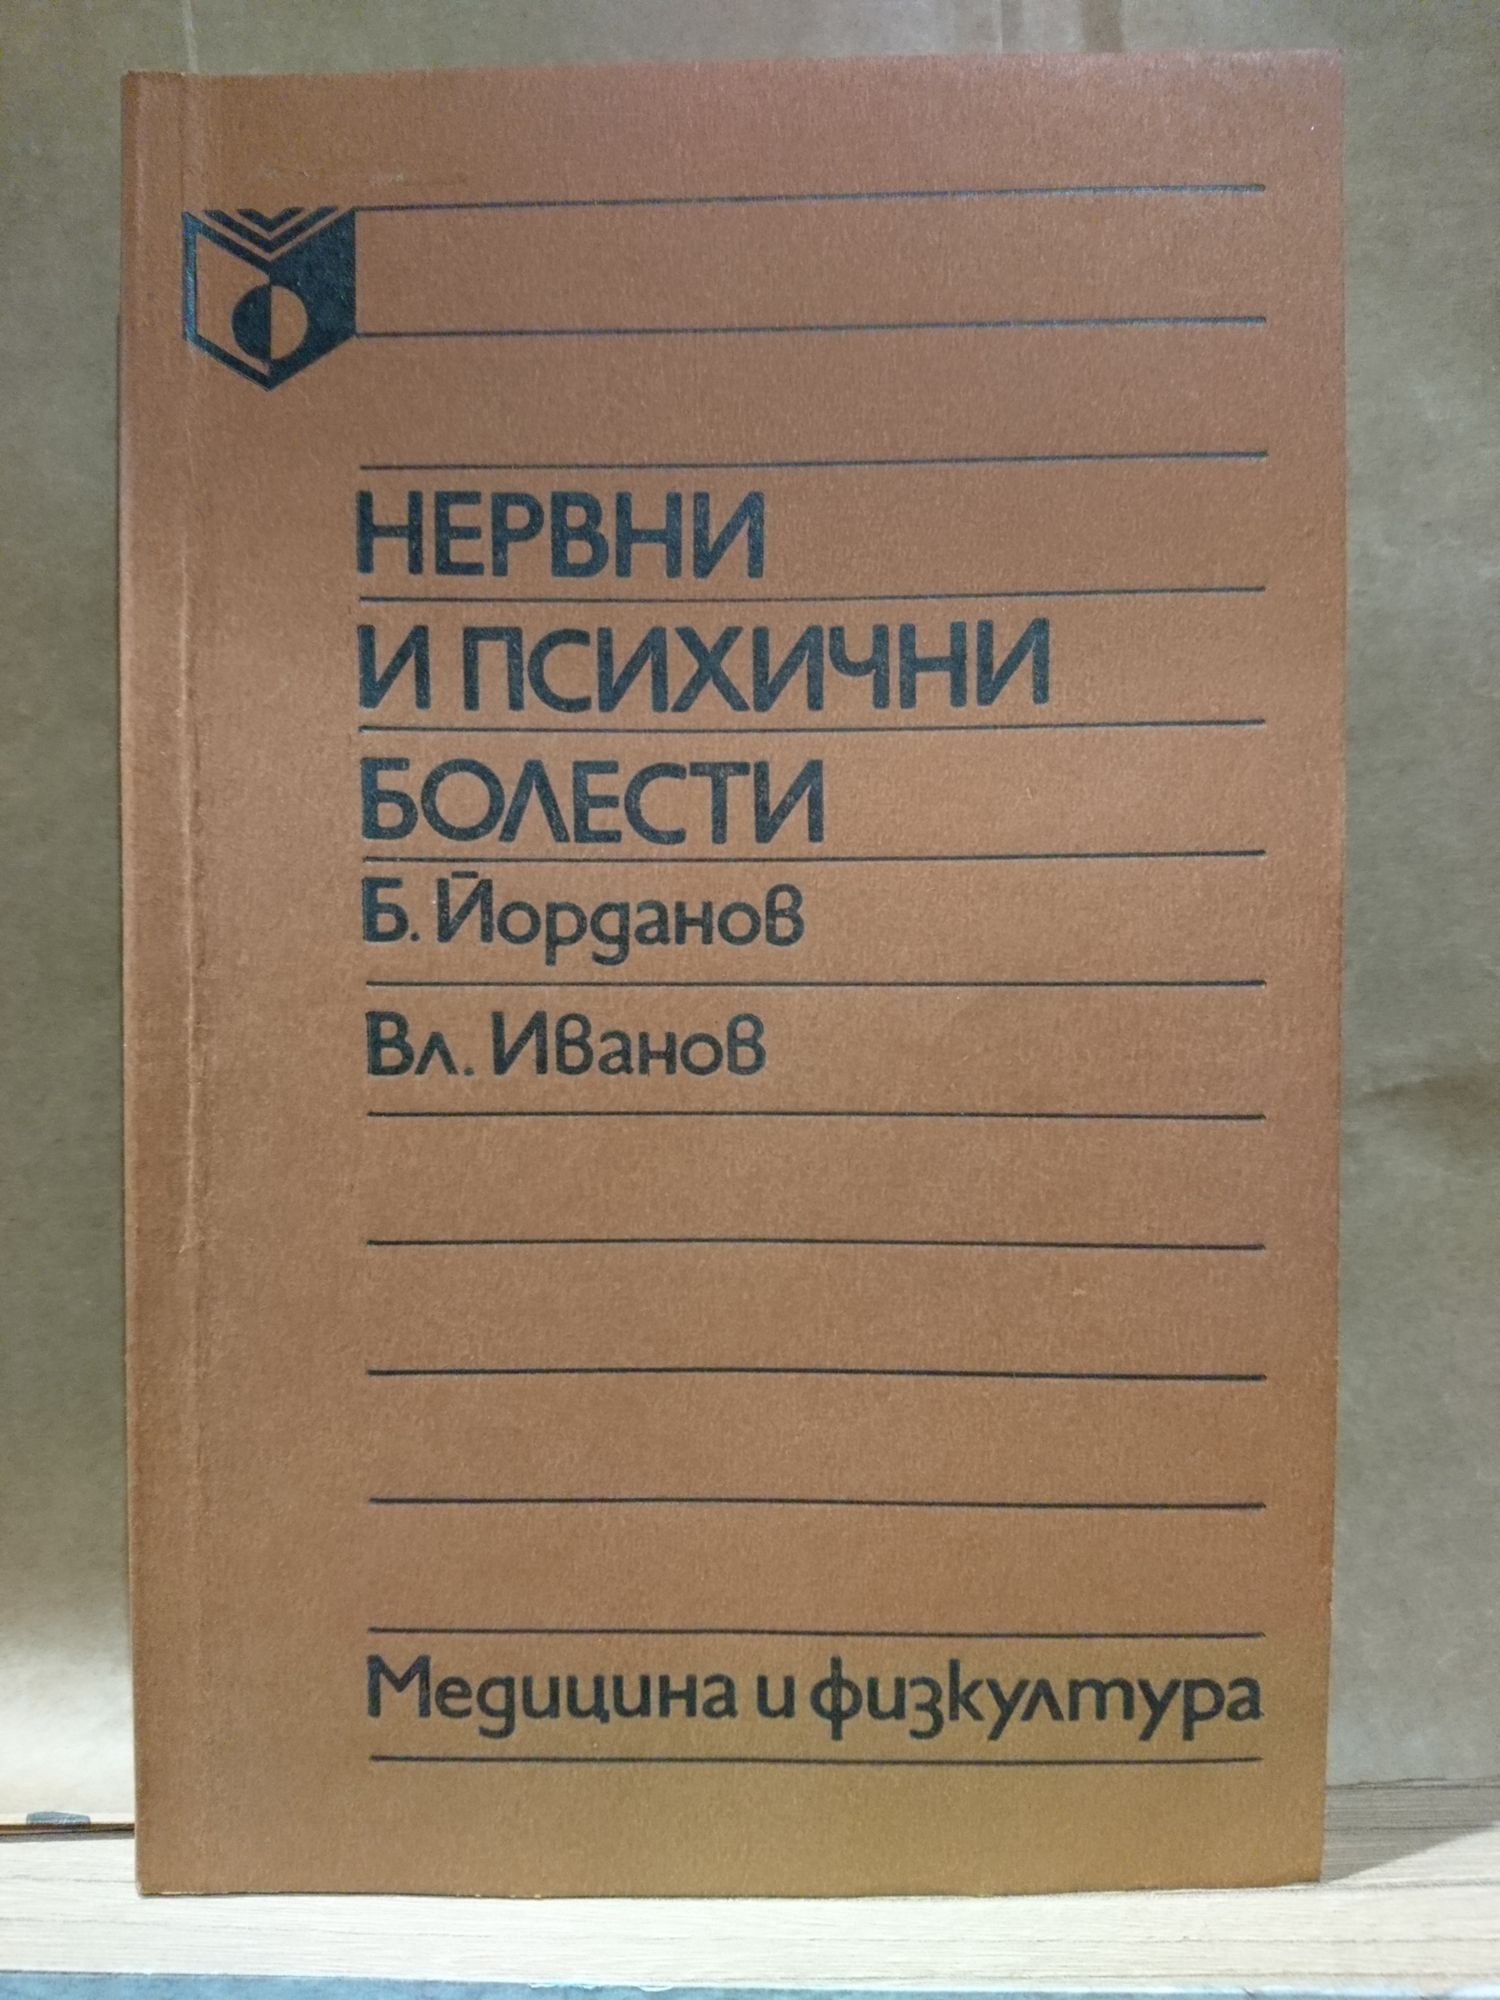 НЕРВНИ
И ПСИХИЧНИ
БОЛЕСТИ
Б. Йорданов
Вл. Иванов
Медицина и физкултура